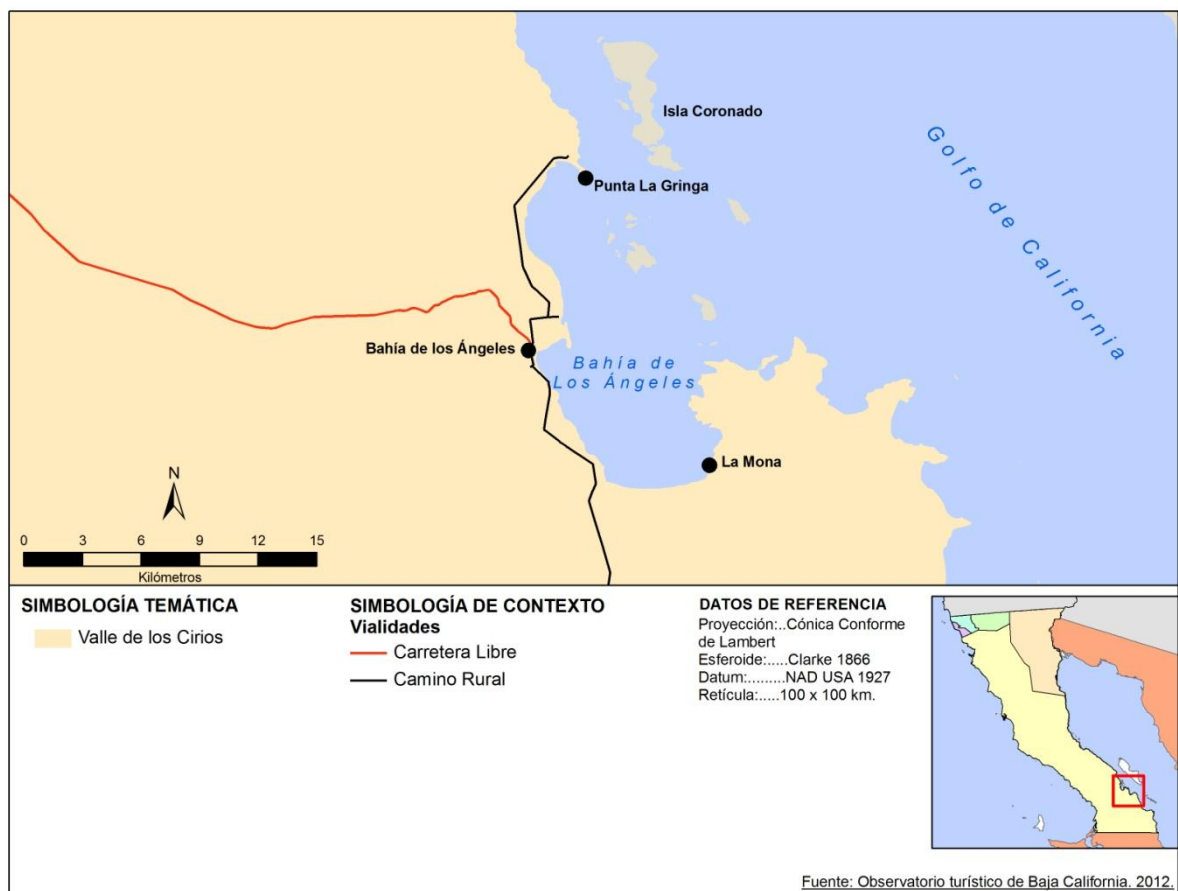 Isla Coronado
Punta La Gringa
Golfo de California
Bahía de los Ángeles
Bahía de
Los Ángeles
La Mona
N
0 3 6 9 12 15
Kilómetros
SIMBOLOGÍA TEMÁTICA
Valle de los Cirios
SIMBOLOGÍA DE CONTEXTO
Vialidades
Carretera Libre
Camino Rural
DATOS DE REFERENCIA
Proyección:..Cónica Conforme
de Lambert
Esferoide:.....Clarke 1866
Datum:.........NAD USA 1927
Retícula:.....100 x 100 km.
Fuente: Observatorio turístico de Baja California. 2012.